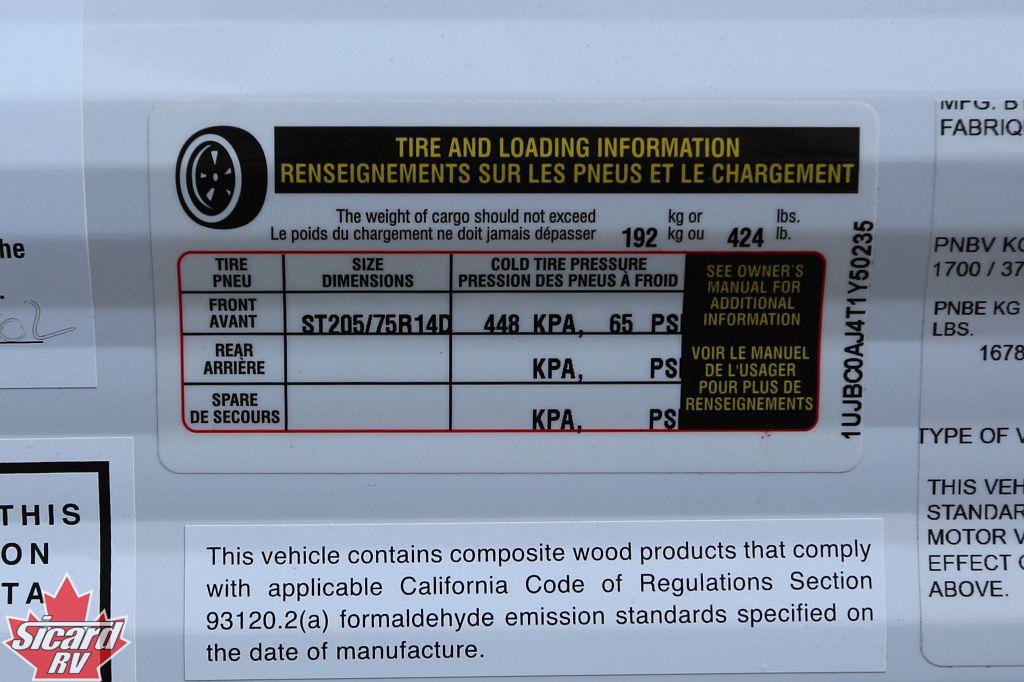 TIRE AND LOADING INFORMATION
RENSEIGNEMENTS SUR LES PNEUS ET LE CHARGEMENT
The weight of cargo should not exceed kg or lbs.
Le poids du chargement ne doit jamais dépasser 192 kg ou 424 lb.
TIRE SIZE COLD TIRE PRESSURE
PNEU DIMENSIONS PRESSION DES PNEUS À FROID
FRONT
AVANT ST205/75R14D 448 KPA, 65 PSI
REAR
ARRIÈRE KPA, PSI
SPARE
DE SECOURS KPA, PSI
SEE OWNER'S
MANUAL FOR
ADDITIONAL
INFORMATION
VOIR LE MANUEL
DE L'USAGER
POUR PLUS DE
RENSEIGNEMENTS
1UJBC0AJ4T1Y50235
This vehicle contains composite wood products that comply
with applicable California Code of Regulations Section
93120.2(a) formaldehyde emission standards specified on
the date of manufacture.
he
THIS
ON
TA
Sicard
RV
MFG. B
FABRIQ
PNBV KG
1700 / 37
PNBE KG
LBS.
1678
TYPE OF V
THIS VEH
STANDAR
MOTOR V
EFFECT
ABOVE.